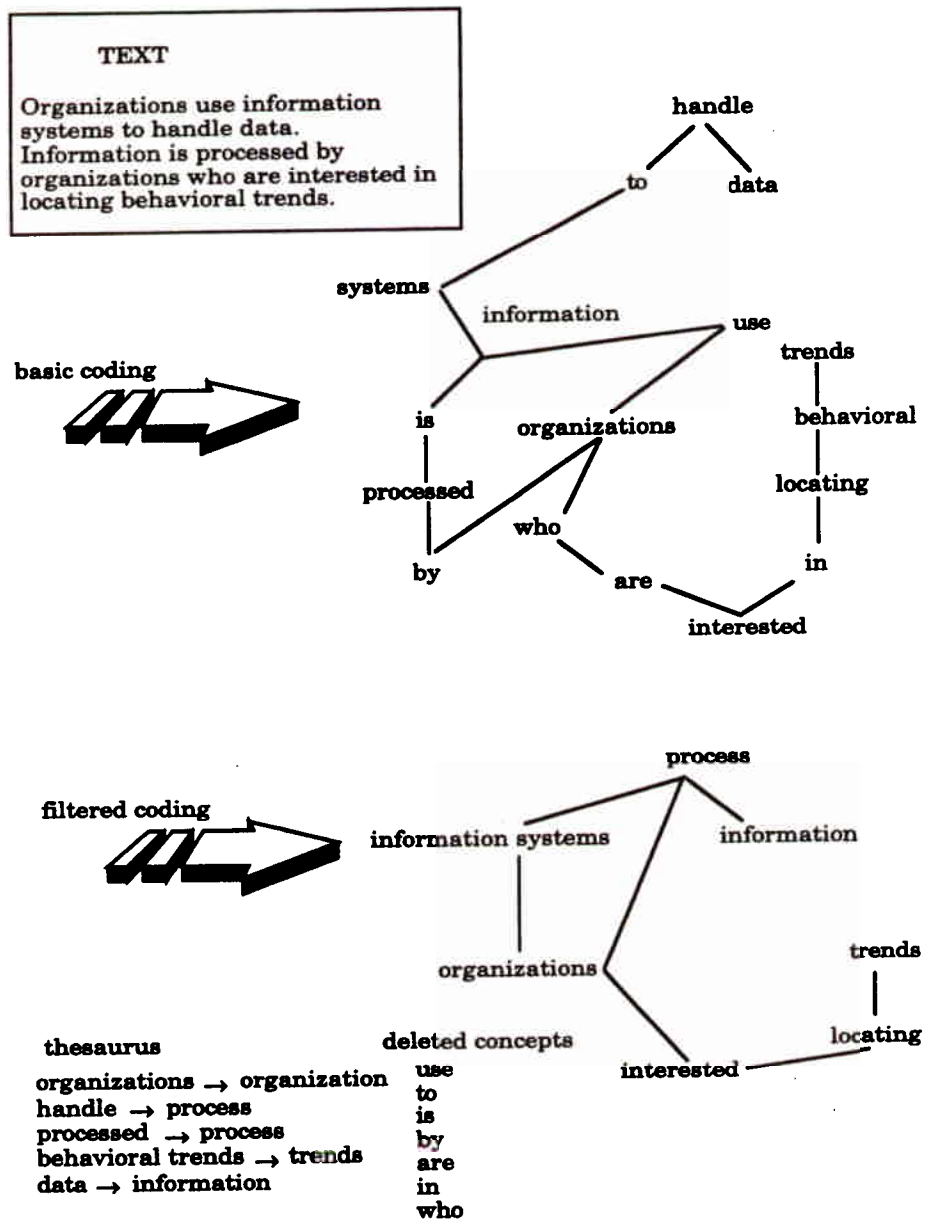 TEXT
Organizations use information
systems to handle data.
Information is processed by
organizations who are interested in
locating behavioral trends.
handle
to
data
systems
information
use
trends
basic coding
is
organizations
behavioral
processed
locating
who
by
are
in
interested
process
filtered coding
information systems
information
organizations
trends
locating
interested
thesaurus
organizations → organization
handle → process
processed → process
behavioral trends → trends
data → information
deleted concepts
use
to
is
by
are
in
who